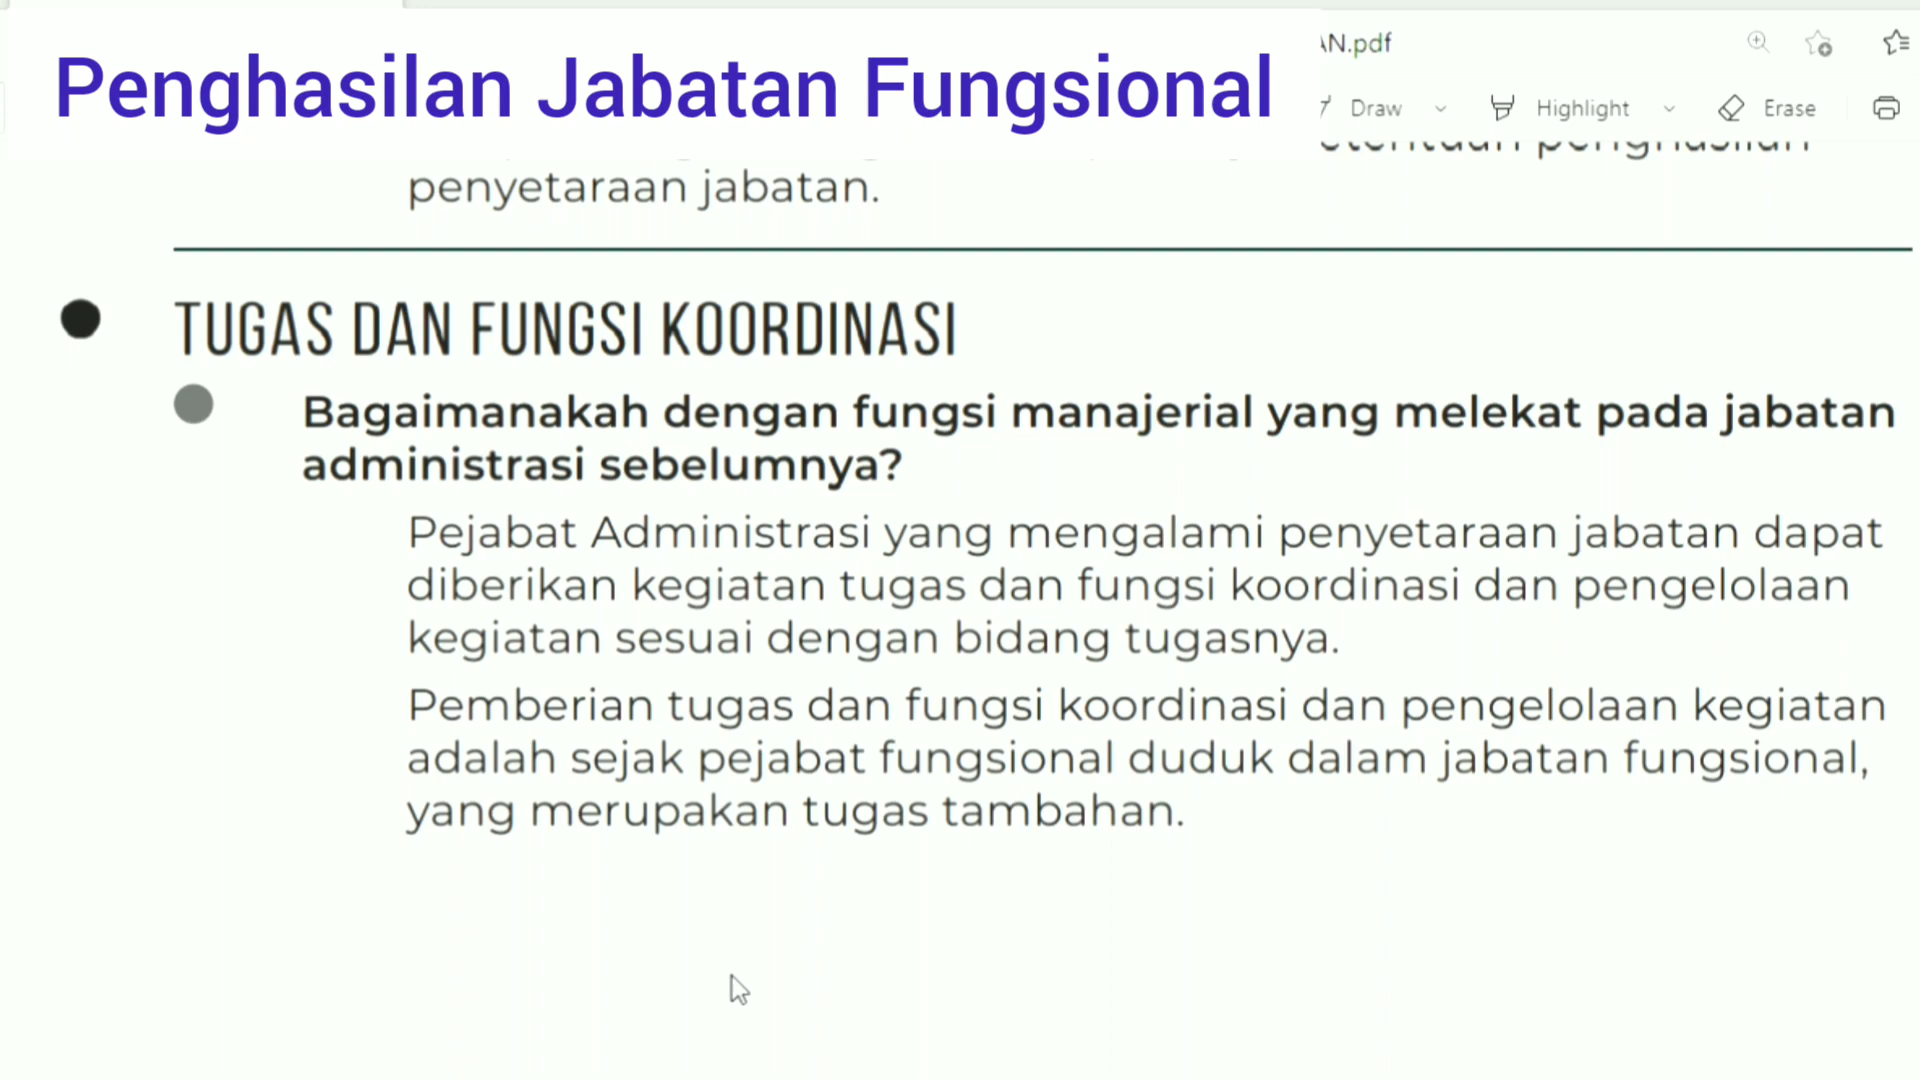 Penghasilan Jabatan Fungsional
AN.pdf
Draw
Highlight
Erase
penghasilan
penyetaraan jabatan.
TUGAS DAN FUNGSI KOORDINASI
Bagaimanakah dengan fungsi manajerial yang melekat pada jabatan
administrasi sebelumnya?
Pejabat Administrasi yang mengalami penyetaraan jabatan dapat
diberikan kegiatan tugas dan fungsi koordinasi dan pengelolaan
kegiatan sesuai dengan bidang tugasnya.
Pemberian tugas dan fungsi koordinasi dan pengelolaan kegiatan
adalah sejak pejabat fungsional duduk dalam jabatan fungsional,
yang merupakan tugas tambahan.